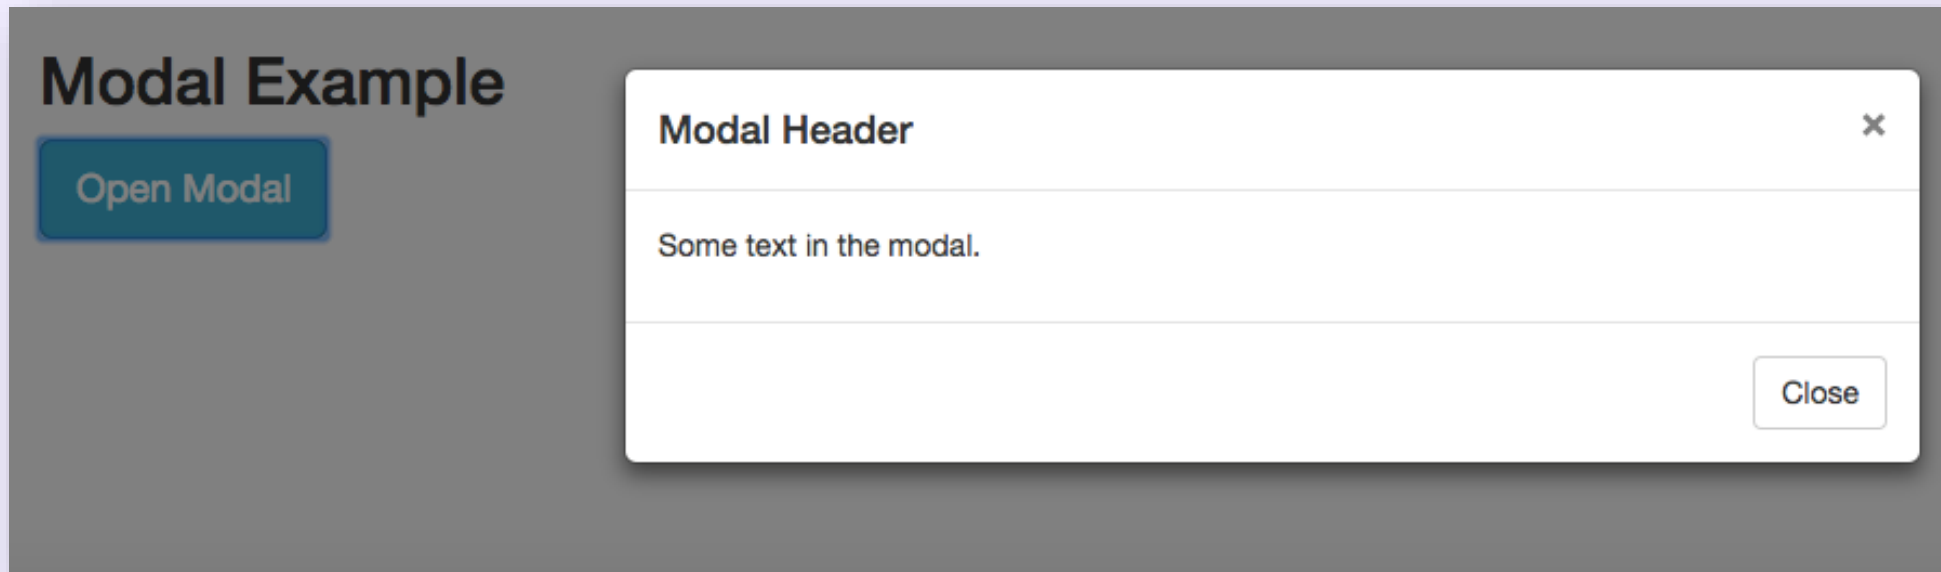 Modal Example
Open Modal
Modal Header
×
Some text in the modal.
Close